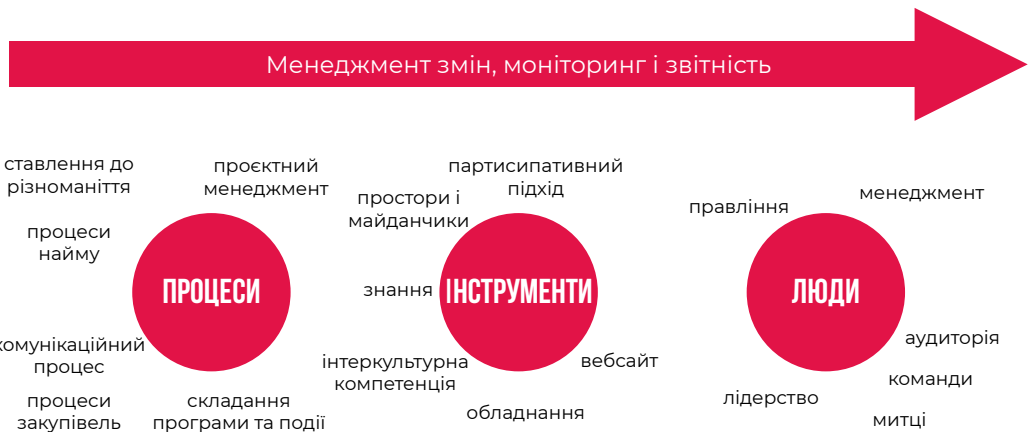 Менеджмент змін, моніторинг і звітність
ставлення до
різноманіття
проєктний
менеджмент
процеси
найму
ПРОЦЕСИ
комунікаційний
процес
процеси
закупівель
складання
програми та події
партисипативний
підхід
простори і
майданчики
знання
ІНСТРУМЕНТИ
інтеркультурна
компетенція
вебсайт
обладнання
правління
менеджмент
ЛЮДИ
аудиторія
команди
лідерство
митці